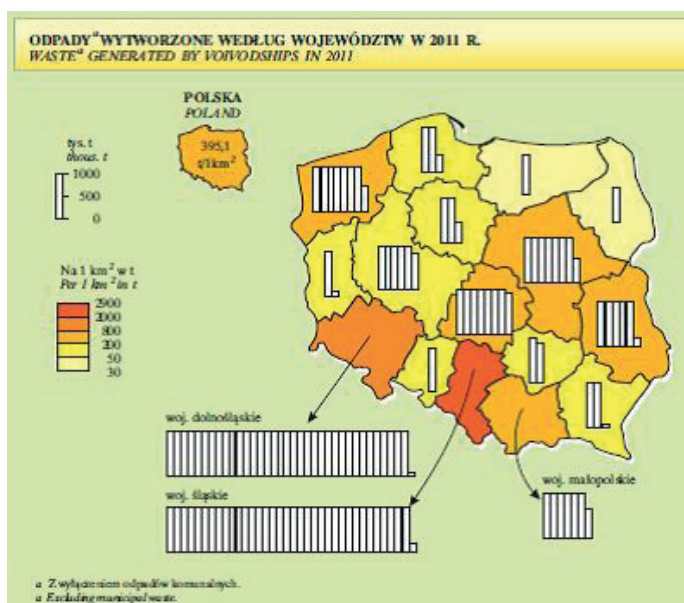 ODPADYᵃ WYTWORZONE WEDŁUG WOJEWÓDZTW W 2011 R.
WASTEᵃ GENERATED BY VOIVODSHIPS IN 2011
POLSKA
POLAND
395,1
t/1km²
tys. t
thous. t
1000
500
0
Na 1 km² w t
Per 1 km² in t
2900
2000
800
200
50
30
woj. dolnośląskie
woj. śląskie
woj. małopolskie
a Z wyłączeniem odpadów komunalnych.
a Excluding municipal waste.